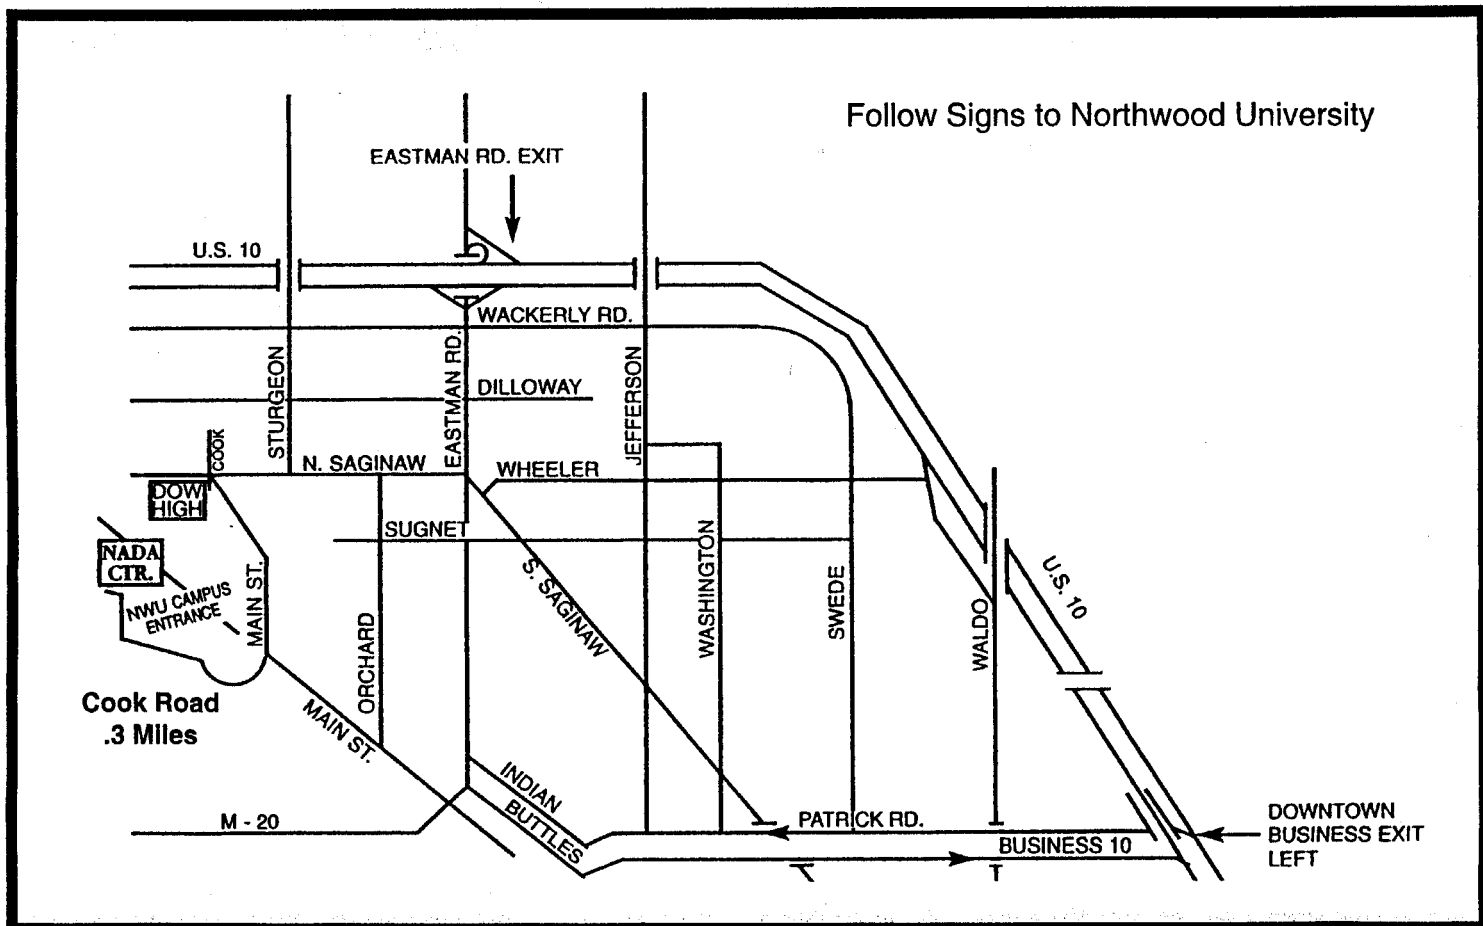 Follow Signs to Northwood University
EASTMAN RD. EXIT
U.S. 10
WACKERLY RD.
STURGEON
EASTMAN RD.
JEFFERSON
DILLOWAY
COOK
N. SAGINAW
WHEELER
DOW
HIGH
SUGNET
NADA
CTR.
NWU CAMPUS
ENTRANCE
MAIN ST.
ORCHARD
S. SAGINAW
WASHINGTON
SWEDE
WALDO
U.S. 10
Cook Road
.3 Miles
MAIN ST.
INDIAN
BUTTLES
M - 20
PATRICK RD.
BUSINESS 10
DOWNTOWN
BUSINESS EXIT
LEFT